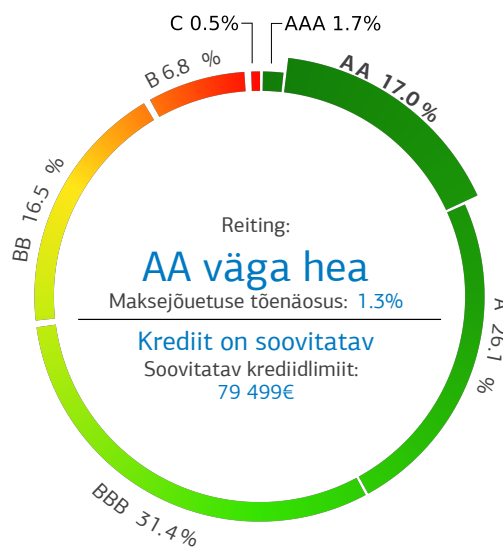 C 0.5%
AAA 1.7%
AA 17.0 %
A 26.1 %
BBB 31.4 %
BB 16.5 %
B 6.8 %
Reiting:
AA väga hea
Maksejõuetuse tõenäosus: 1.3%
Krediit on soovitatav
Soovitatav krediidlimiit:
79 499€